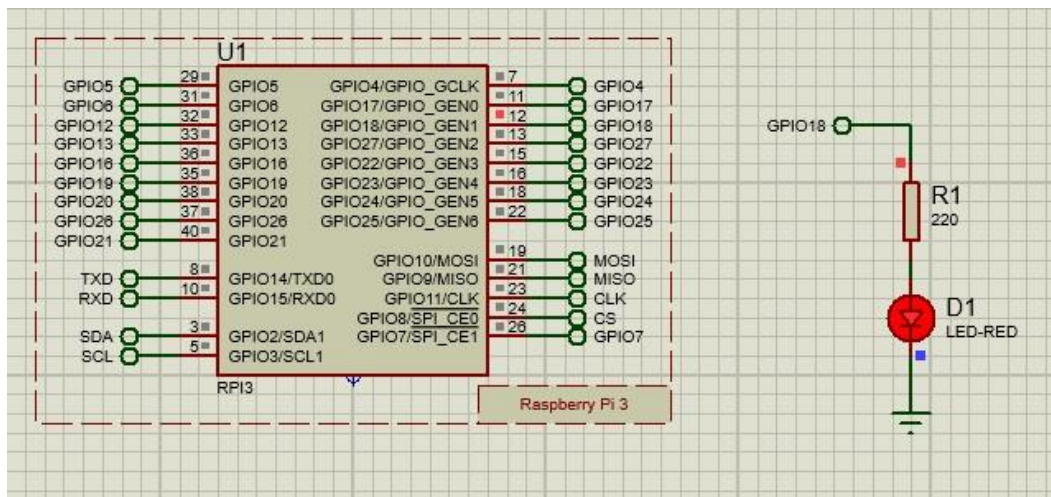 U1
GPIO5 29 GPIO5 GPIO4/GPIO_GCLK 7 GPIO4
GPIO6 31 GPIO6 GPIO17/GPIO_GEN0 11 GPIO17
GPIO12 32 GPIO12 GPIO18/GPIO_GEN1 12 GPIO18
GPIO13 33 GPIO13 GPIO27/GPIO_GEN2 13 GPIO27
GPIO16 36 GPIO16 GPIO22/GPIO_GEN3 15 GPIO22
GPIO19 35 GPIO19 GPIO23/GPIO_GEN4 16 GPIO23
GPIO20 38 GPIO20 GPIO24/GPIO_GEN5 18 GPIO24
GPIO26 37 GPIO26 GPIO25/GPIO_GEN6 22 GPIO25
GPIO21 40 GPIO21
GPIO10/MOSI 19 MOSI
TXD 8 GPIO14/TXD0 GPIO9/MISO 21 MISO
RXD 10 GPIO15/RXD0 GPIO11/CLK 23 CLK
GPIO8/SPI_CE0 24 CS
SDA 3 GPIO2/SDA1 GPIO7/SPI_CE1 26 GPIO7
SCL 5 GPIO3/SCL1
RPI3
Raspberry Pi 3
GPIO18
R1
220
D1
LED-RED